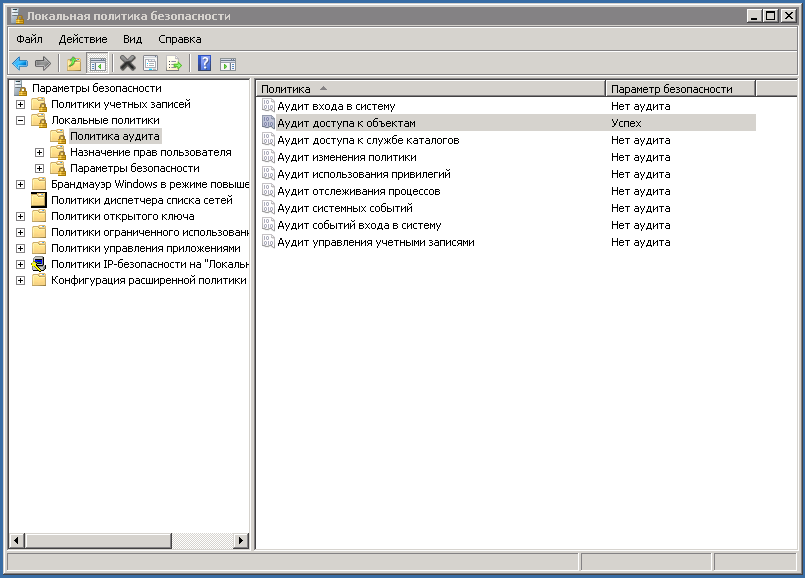 Локальная политика безопасности
Файл Действие Вид Справка
Параметры безопасности
Политики учетных записей
Локальные политики
Политика аудита
Назначение прав пользователя
Параметры безопасности
Брандмауэр Windows в режиме повыше
Политики диспетчера списка сетей
Политики открытого ключа
Политики ограниченного использован
Политики управления приложениями
Политики IP-безопасности на "Локальн
Конфигурация расширенной политики
Политика Параметр безопасности
Аудит входа в систему Нет аудита
Аудит доступа к объектам Успех
Аудит доступа к службе каталогов Нет аудита
Аудит изменения политики Нет аудита
Аудит использования привилегий Нет аудита
Аудит отслеживания процессов Нет аудита
Аудит системных событий Нет аудита
Аудит событий входа в систему Нет аудита
Аудит управления учетными записями Нет аудита